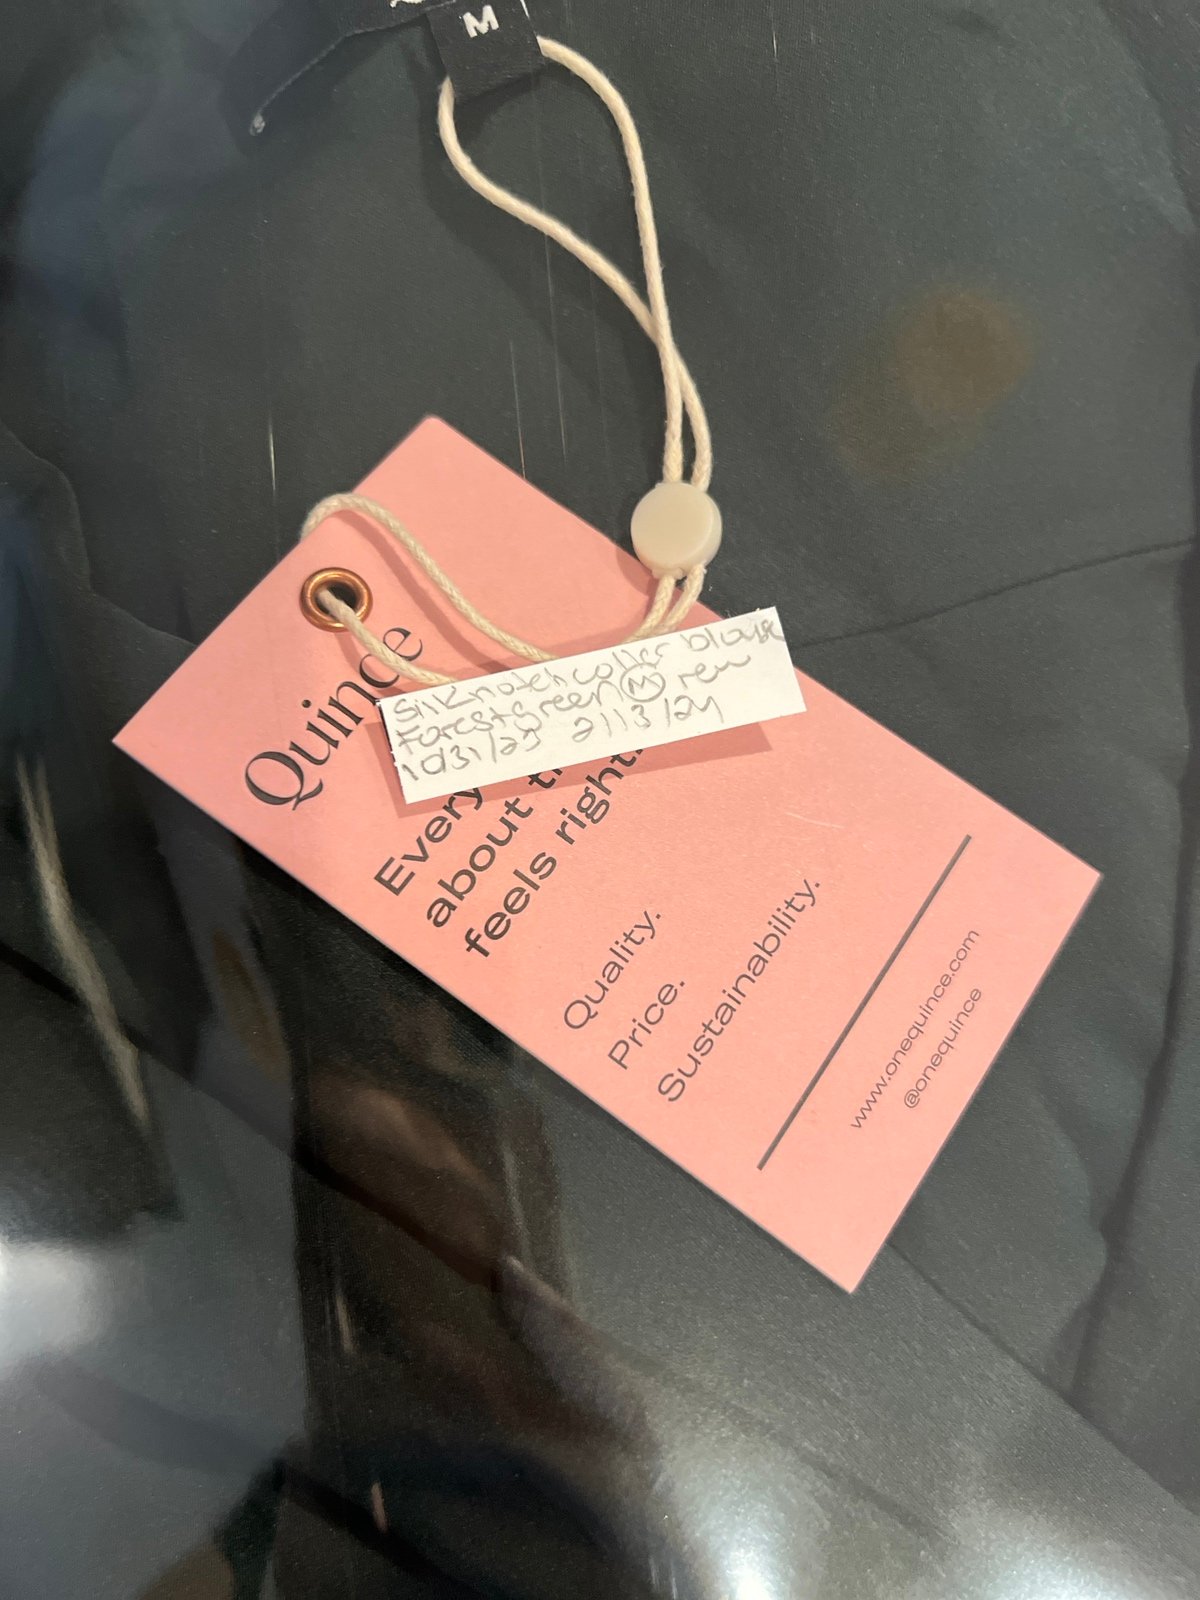 M
Quince
Silk notch collar blouse
forest green M new
10/31/23 2/13/24
Every
about
feels right.
Quality.
Price.
Sustainability.
www.onequince.com
@onequince